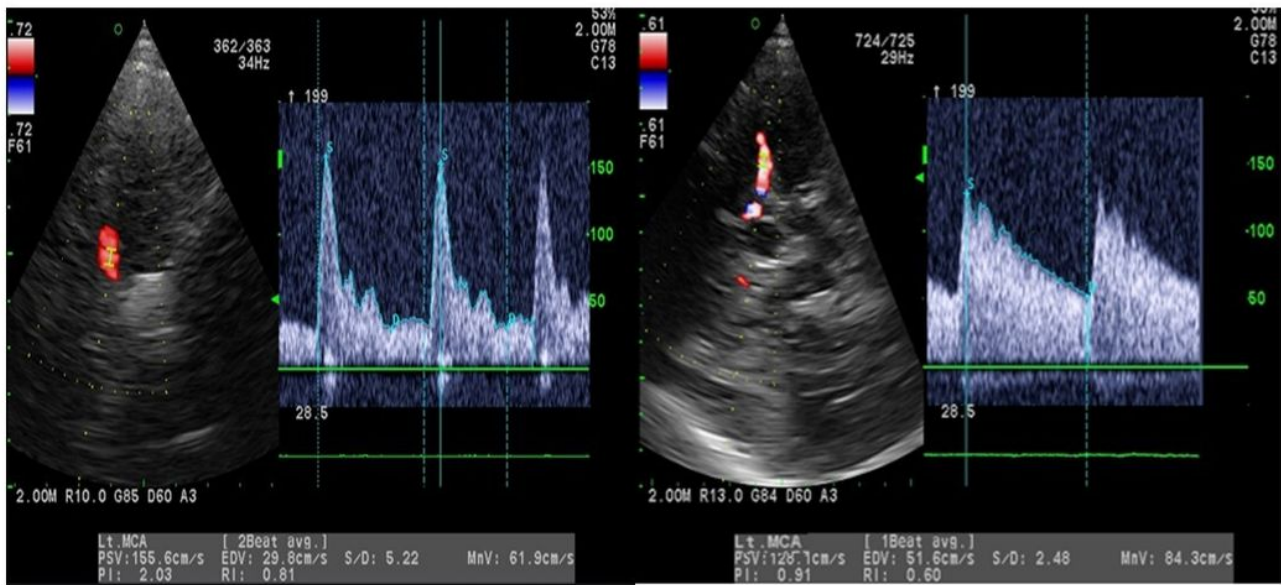 .72
.72
F61
362/363
34Hz
53%
2.00M
G78
C13
↑ 199
150
100
50
28.5
S
S
D
D
2.00M R10.0 G85 D60 A3
Lt.MCA [ 2Beat avg.]
PSV:155.6cm/s EDV: 29.8cm/s S/D: 5.22 MnV: 61.9cm/s
PI: 2.03 RI: 0.81
.61
.61
F61
724/725
29Hz
2.00M
G78
C13
↑ 199
150
100
50
28.5
S
2.00M R13.0 G84 D60 A3
Lt.MCA [ 1Beat avg.]
EDV: 51.6cm/s S/D: 2.48 MnV: 84.3cm/s
PI: 0.91 RI: 0.60